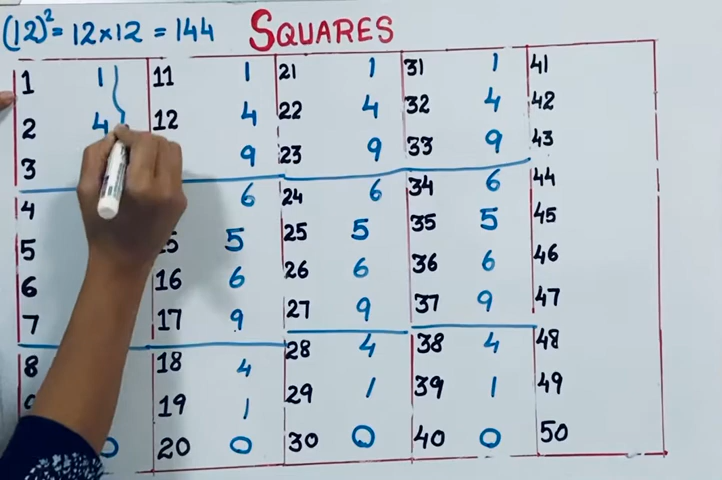 (12)² = 12×12 = 144 SQUARES
1 1 11 1 21 1 31 1 41
2 4 12 4 22 4 32 4 42
3 9 23 9 33 9 43
4 6 24 6 34 6 44
5 5 25 5 35 5 45
6 16 6 26 6 36 6 46
7 17 9 27 9 37 9 47
8 18 4 28 4 38 4 48
19 1 29 1 39 1 49
0 20 0 30 0 40 0 50